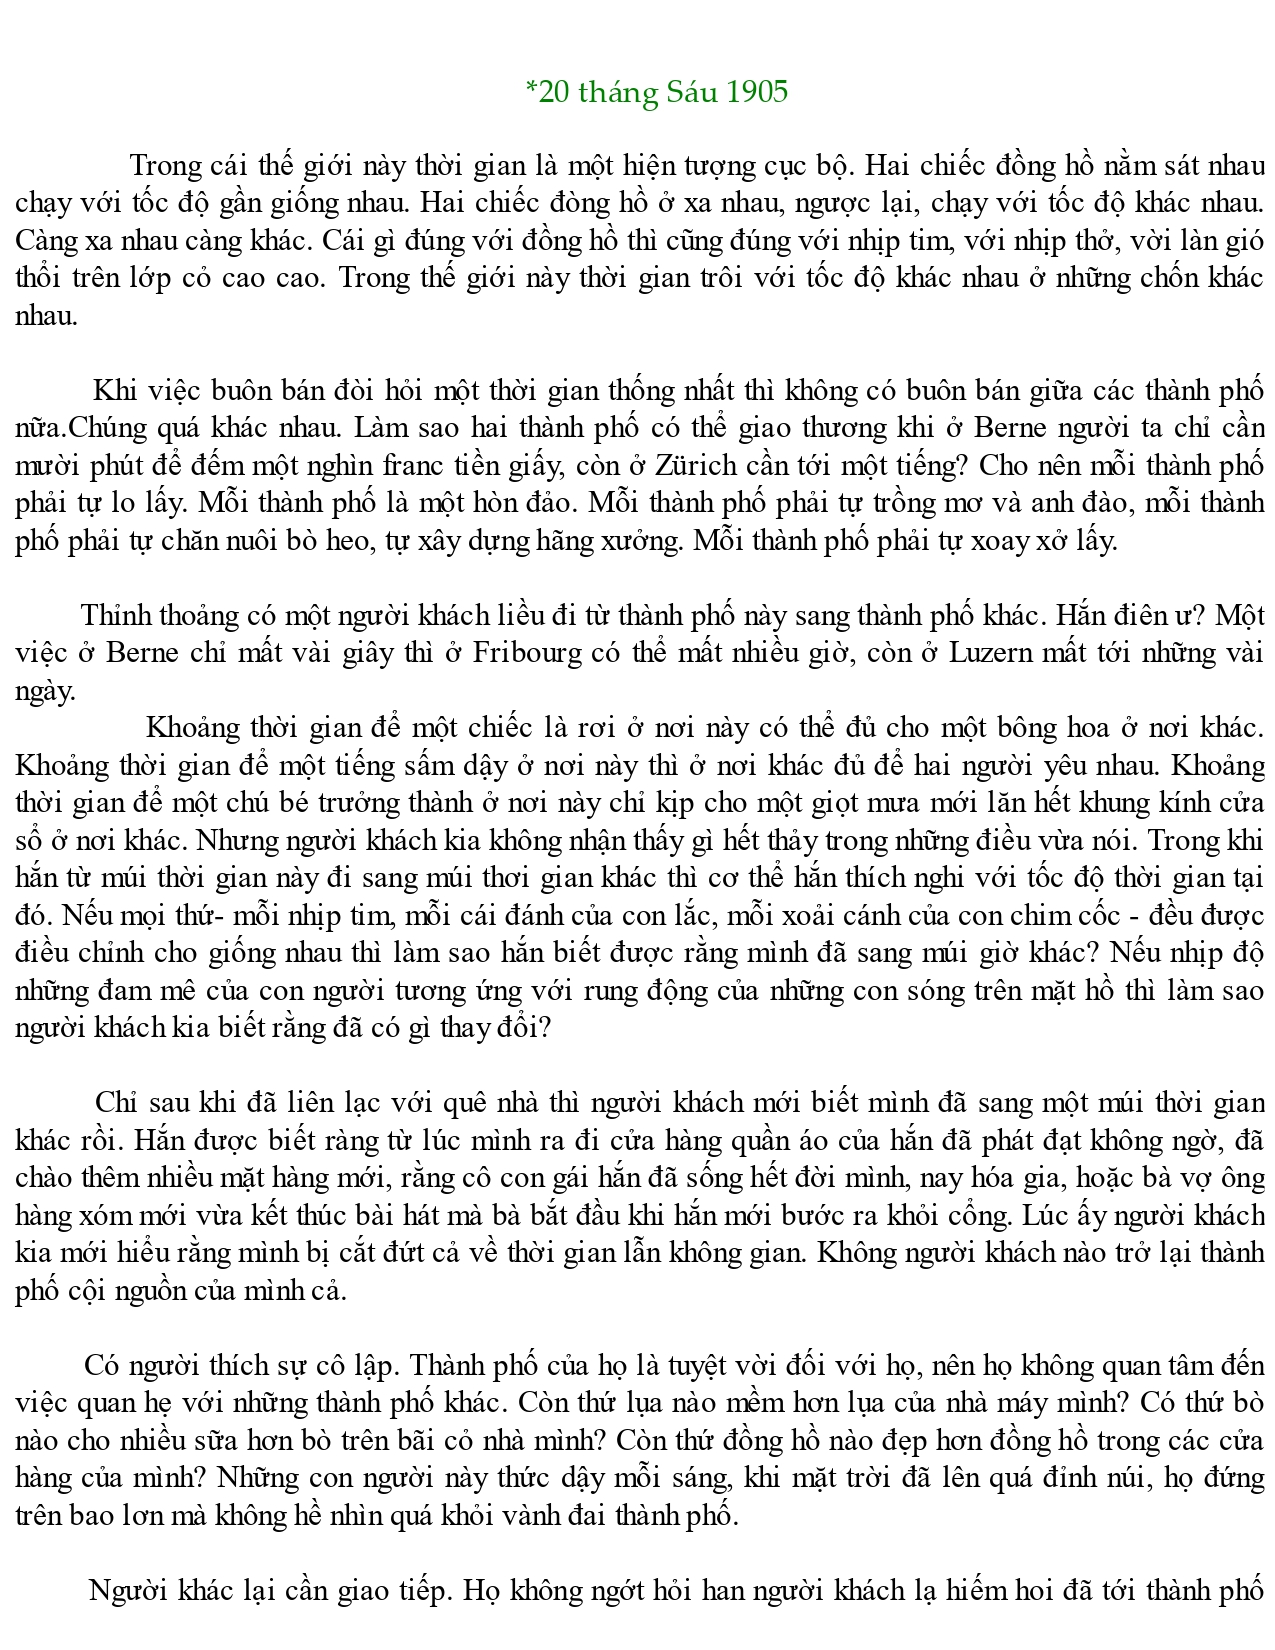 *20 tháng Sáu 1905
Trong cái thế giới này thời gian là một hiện tượng cục bộ. Hai chiếc đồng hồ nằm sát nhau
chạy với tốc độ gần giống nhau. Hai chiếc đòng hồ ở xa nhau, ngược lại, chạy với tốc độ khác nhau.
Càng xa nhau càng khác. Cái gì đúng với đồng hồ thì cũng đúng với nhịp tim, với nhịp thở, vời làn gió
thổi trên lớp cỏ cao cao. Trong thế giới này thời gian trôi với tốc độ khác nhau ở những chốn khác
nhau.
Khi việc buôn bán đòi hỏi một thời gian thống nhất thì không có buôn bán giữa các thành phố
nữa.Chúng quá khác nhau. Làm sao hai thành phố có thể giao thương khi ở Berne người ta chỉ cần
mười phút để đếm một nghìn franc tiền giấy, còn ở Zürich cần tới một tiếng? Cho nên mỗi thành phố
phải tự lo lấy. Mỗi thành phố là một hòn đảo. Mỗi thành phố phải tự trồng mơ và anh đào, mỗi thành
phố phải tự chăn nuôi bò heo, tự xây dựng hãng xưởng. Mỗi thành phố phải tự xoay xở lấy.
Thỉnh thoảng có một người khách liều đi từ thành phố này sang thành phố khác. Hắn điên ư? Một
việc ở Berne chỉ mất vài giây thì ở Fribourg có thể mất nhiều giờ, còn ở Luzern mất tới những vài
ngày.
Khoảng thời gian để một chiếc là rơi ở nơi này có thể đủ cho một bông hoa ở nơi khác.
Khoảng thời gian để một tiếng sấm dậy ở nơi này thì ở nơi khác đủ để hai người yêu nhau. Khoảng
thời gian để một chú bé trưởng thành ở nơi này chỉ kịp cho một giọt mưa mới lăn hết khung kính cửa
sổ ở nơi khác. Nhưng người khách kia không nhận thấy gì hết thảy trong những điều vừa nói. Trong khi
hắn từ múi thời gian này đi sang múi thơi gian khác thì cơ thể hắn thích nghi với tốc độ thời gian tại
đó. Nếu mọi thứ- mỗi nhịp tim, mỗi cái đánh của con lắc, mỗi xoải cánh của con chim cốc - đều được
điều chỉnh cho giống nhau thì làm sao hắn biết được rằng mình đã sang múi giờ khác? Nếu nhịp độ
những đam mê của con người tương ứng với rung động của những con sóng trên mặt hồ thì làm sao
người khách kia biết rằng đã có gì thay đổi?
Chỉ sau khi đã liên lạc với quê nhà thì người khách mới biết mình đã sang một múi thời gian
khác rồi. Hắn được biết ràng từ lúc mình ra đi cửa hàng quần áo của hắn đã phát đạt không ngờ, đã
chào thêm nhiều mặt hàng mới, rằng cô con gái hắn đã sống hết đời mình, nay hóa gia, hoặc bà vợ ông
hàng xóm mới vừa kết thúc bài hát mà bà bắt đầu khi hắn mới bước ra khỏi cổng. Lúc ấy người khách
kia mới hiểu rằng mình bị cắt đứt cả về thời gian lẫn không gian. Không người khách nào trở lại thành
phố cội nguồn của mình cả.
Có người thích sự cô lập. Thành phố của họ là tuyệt vời đối với họ, nên họ không quan tâm đến
việc quan hẹ với những thành phố khác. Còn thứ lụa nào mềm hơn lụa của nhà máy mình? Có thứ bò
nào cho nhiều sữa hơn bò trên bãi cỏ nhà mình? Còn thứ đồng hồ nào đẹp hơn đồng hồ trong các cửa
hàng của mình? Những con người này thức dậy mỗi sáng, khi mặt trời đã lên quá đỉnh núi, họ đứng
trên bao lơn mà không hề nhìn quá khỏi vành đai thành phố.
Người khác lại cần giao tiếp. Họ không ngớt hỏi han người khách lạ hiếm hoi đã tới thành phố